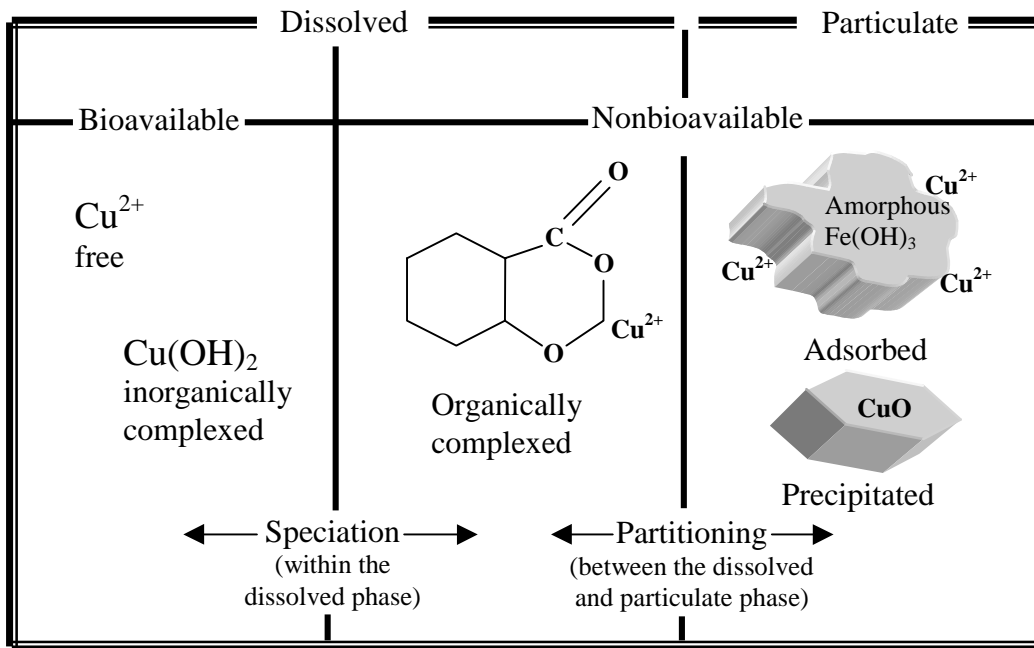 Dissolved
Particulate
Bioavailable
Nonbioavailable
Cu²⁺
free
Cu(OH)₂
inorganically
complexed
O
C
O
Cu²⁺
O
Organically
complexed
Cu²⁺
Amorphous
Fe(OH)₃
Cu²⁺
Cu²⁺
Adsorbed
CuO
Precipitated
Speciation
(within the
dissolved phase)
Partitioning
(between the dissolved
and particulate phase)